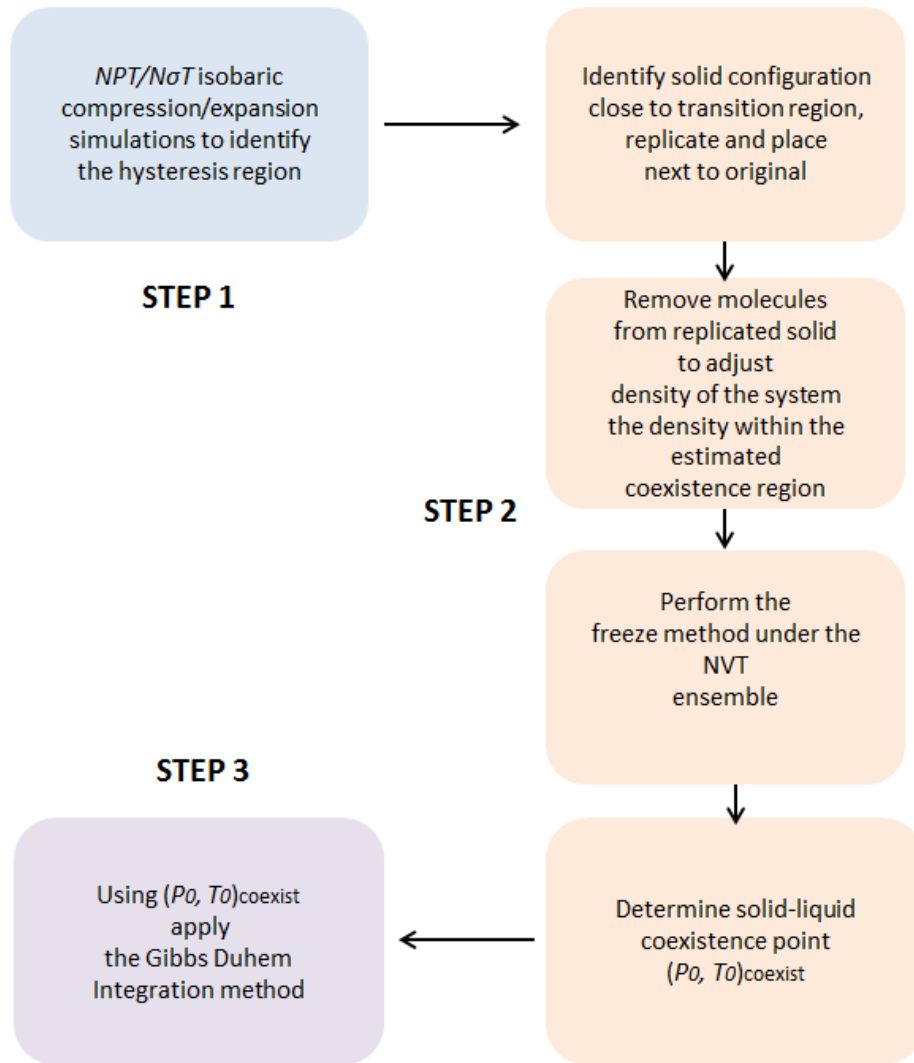 NPT/NσT isobaric
compression/expansion
simulations to identify
the hysteresis region
STEP 1
Identify solid configuration
close to transition region,
replicate and place
next to original
Remove molecules
from replicated solid
to adjust
density of the system
the density within the
estimated
coexistence region
STEP 2
Perform the
freeze method under the
NVT
ensemble
Determine solid-liquid
coexistence point
(P0, T0)coexist
STEP 3
Using (P0, T0)coexist
apply
the Gibbs Duhem
Integration method